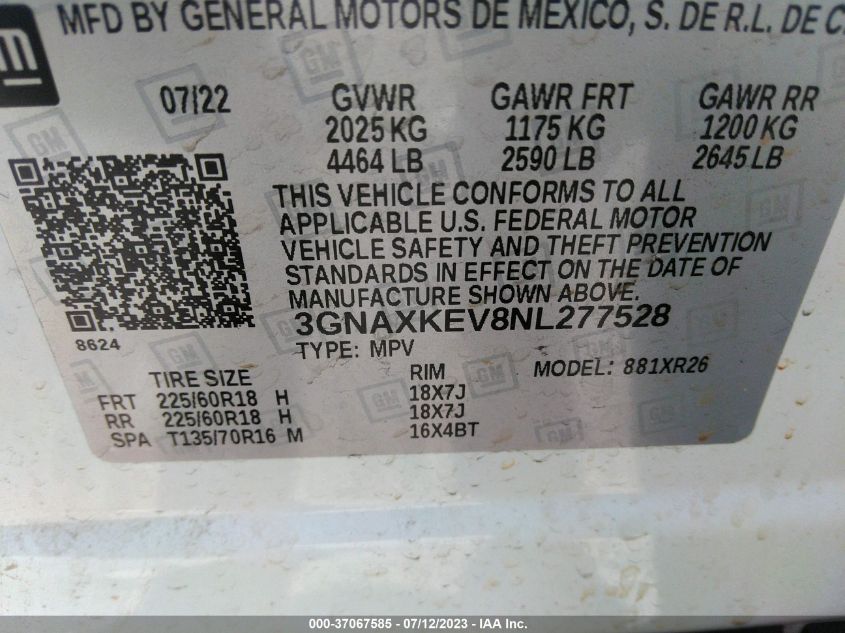 MFD BY GENERAL MOTORS DE MEXICO, S. DE R.L. DE C.
gm
07/22 GVWR GAWR FRT GAWR RR
2025 KG 1175 KG 1200 KG
4464 LB 2590 LB 2645 LB
THIS VEHICLE CONFORMS TO ALL
APPLICABLE U.S. FEDERAL MOTOR
VEHICLE SAFETY AND THEFT PREVENTION
STANDARDS IN EFFECT ON THE DATE OF
MANUFACTURE SHOWN ABOVE.
3GNAXKEV8NL277528
8624
TYPE: MPV MODEL: 881XR26
TIRE SIZE RIM
FRT 225/60R18 H 18X7J
RR 225/60R18 H 18X7J
SPA T135/70R16 M 16X4BT
000-37067585 - 07/12/2023 - IAA Inc.